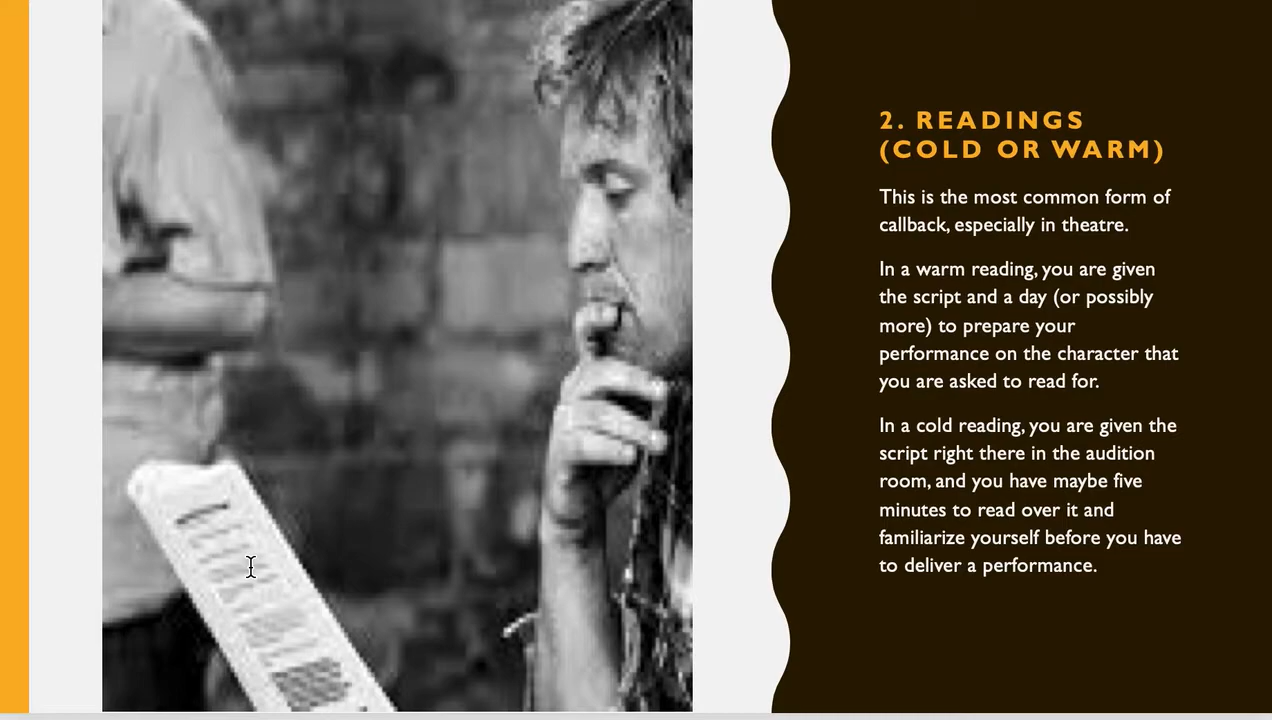 2. READINGS
(COLD OR WARM)
This is the most common form of
callback, especially in theatre.
In a warm reading, you are given
the script and a day (or possibly
more) to prepare your
performance on the character that
you are asked to read for.
In a cold reading, you are given the
script right there in the audition
room, and you have maybe five
minutes to read over it and
familiarize yourself before you have
to deliver a performance.